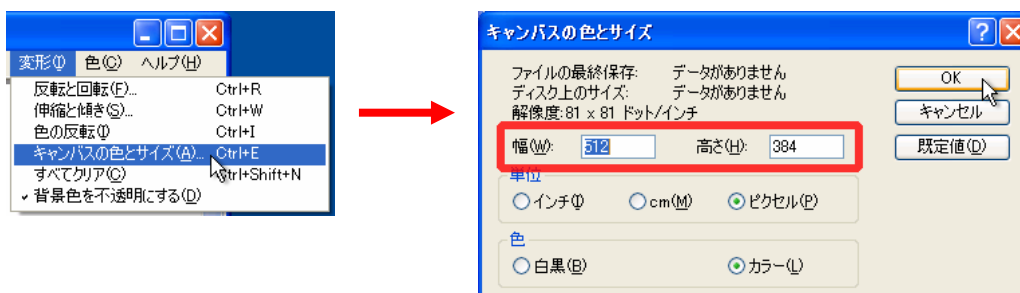 変形(I) 色(C) ヘルプ(H)
反転と回転(F)... Ctrl+R
伸縮と傾き(S)... Ctrl+W
色の反転(I) Ctrl+I
キャンバスの色とサイズ(A)... Ctrl+E
すべてクリア(C) Ctrl+Shift+N
背景色を不透明にする(D)
キャンバスの色とサイズ
ファイルの最終保存: データがありません
ディスク上のサイズ: データがありません
解像度:81 x 81 ドット/インチ
幅(W): 512 高さ(H): 384
単位
インチ(I) cm(M) ピクセル(P)
色
白黒(B) カラー(L)
OK
キャンセル
既定値(D)